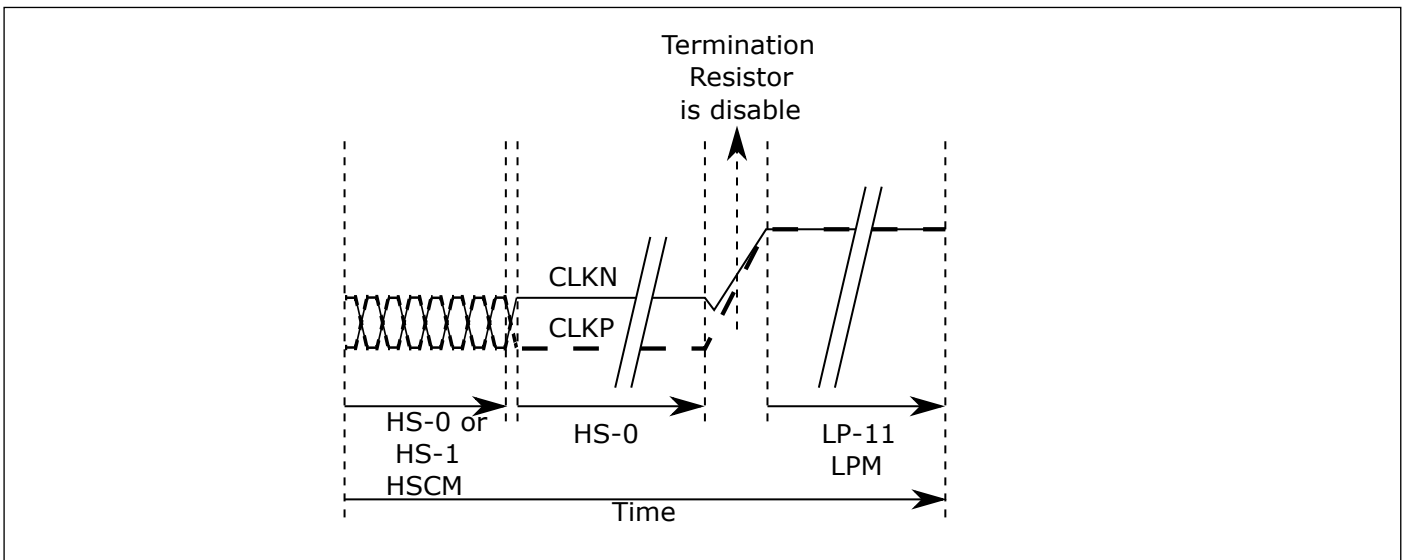 Termination
Resistor
is disable
CLKN
CLKP
HS-0 or
HS-1
HSCM
HS-0
LP-11
LPM
Time